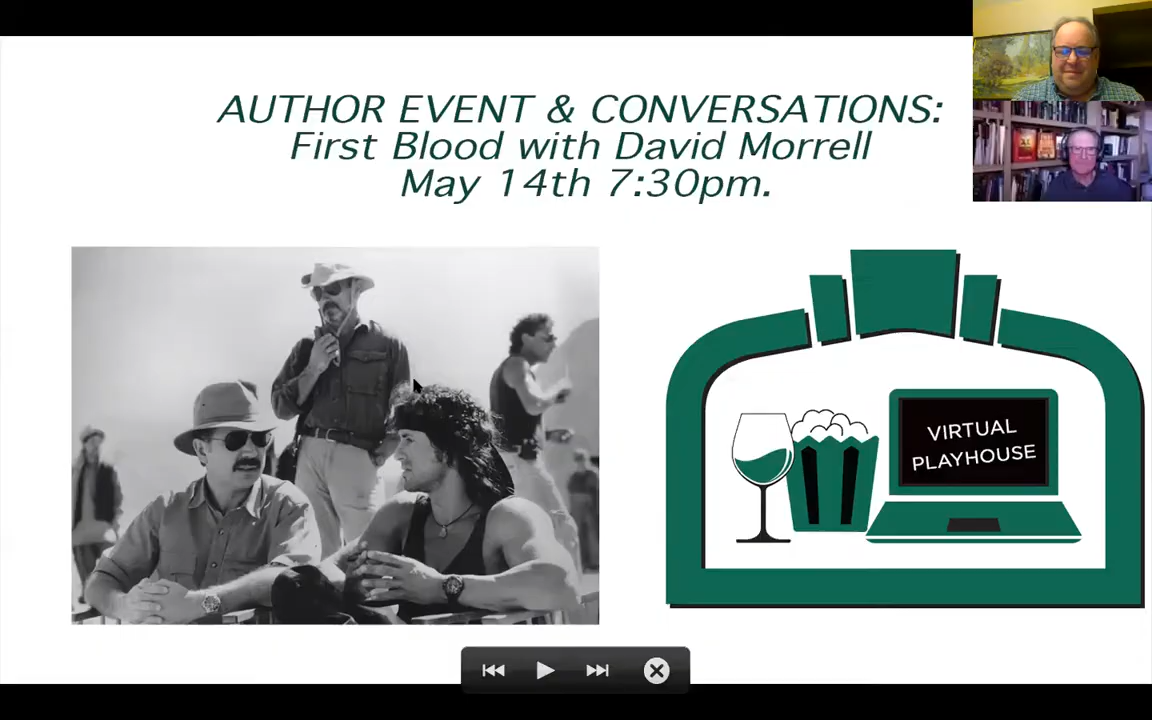 AUTHOR EVENT & CONVERSATIONS:
First Blood with David Morrell
May 14th 7:30pm.
VIRTUAL
PLAYHOUSE